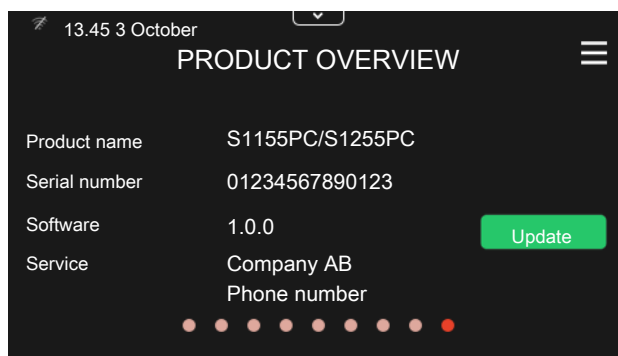 13.45 3 October
PRODUCT OVERVIEW
Product name S1155PC/S1255PC
Serial number 01234567890123
Software 1.0.0 Update
Service Company AB
Phone number